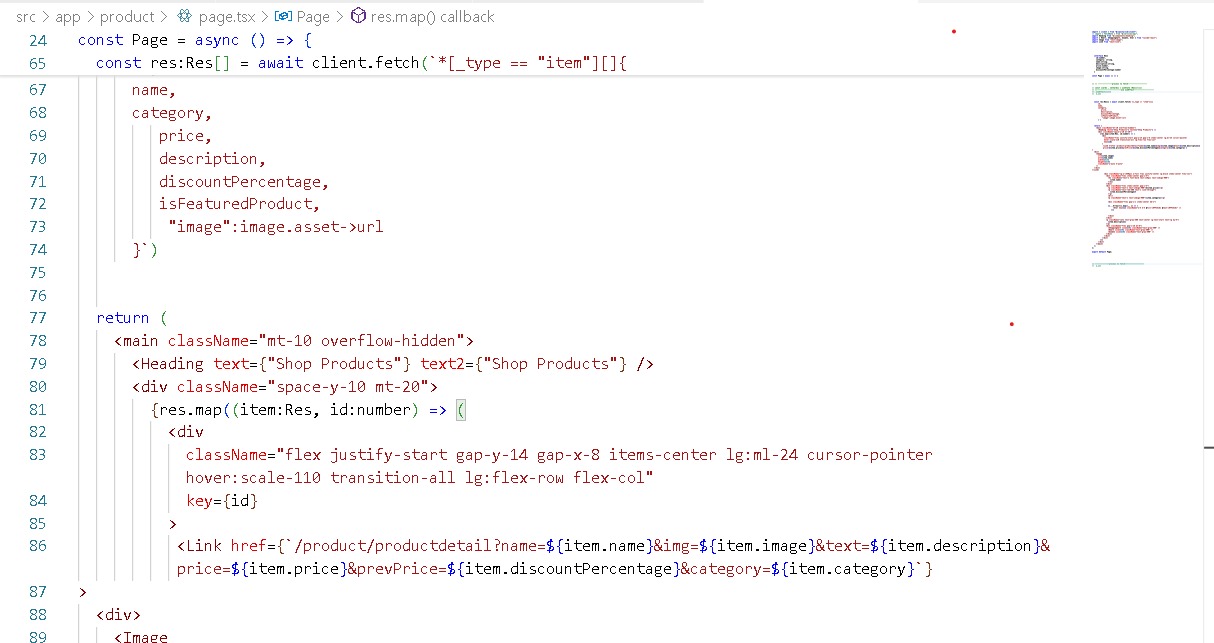 src > app > product > page.tsx > Page > res.map() callback
24 const Page = async () => {
65 const res:Res[] = await client.fetch(`*[_type == "item"][]{
67 name,
68 category,
69 price,
70 description,
71 discountPercentage,
72 isFeaturedProduct,
73 "image":image.asset->url
74 }`)
75
76
77 return (
78 <main className="mt-10 overflow-hidden">
79 <Heading text={"Shop Products"} text2={"Shop Products"} />
80 <div className="space-y-10 mt-20">
81 {res.map((item:Res, id:number) => (
82 <div
83 className="flex justify-start gap-y-14 gap-x-8 items-center lg:ml-24 cursor-pointer
hover:scale-110 transition-all lg:flex-row flex-col"
84 key={id}
85 >
86 <Link href={`/product/productdetail?name=${item.name}&img=${item.image}&text=${item.description}&
price=${item.price}&prevPrice=${item.discountPercentage}&category=${item.category}`}
87 >
88 <div>
89 <Image